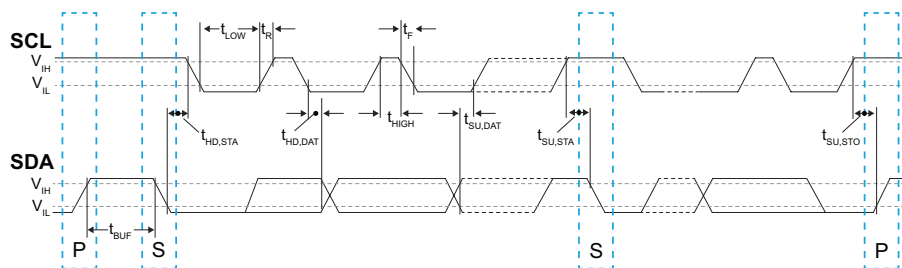 t_LOW t_R t_F
SCL
V_IH
V_IL
t_HD,STA t_HD,DAT t_HIGH t_SU,DAT t_SU,STA t_SU,STO
SDA
V_IH
V_IL
t_BUF
P S S P